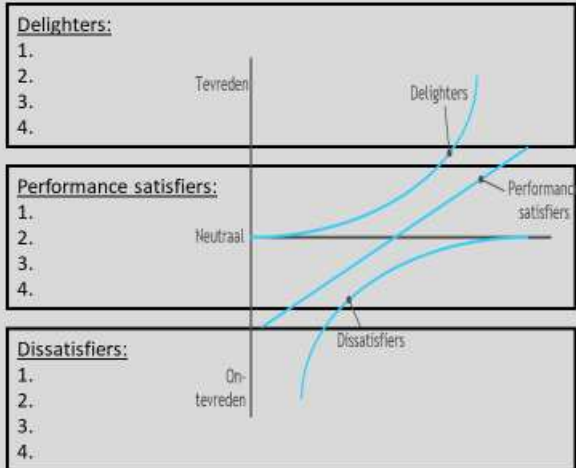 Delighters:
1.
2.
3.
4.
Tevreden
Delighters
Performance satisfiers:
1.
2.
3.
4.
Neutraal
Performanc
satisfiers
Dissatisfiers:
1.
2.
3.
4.
On-
tevreden
Dissatisfiers